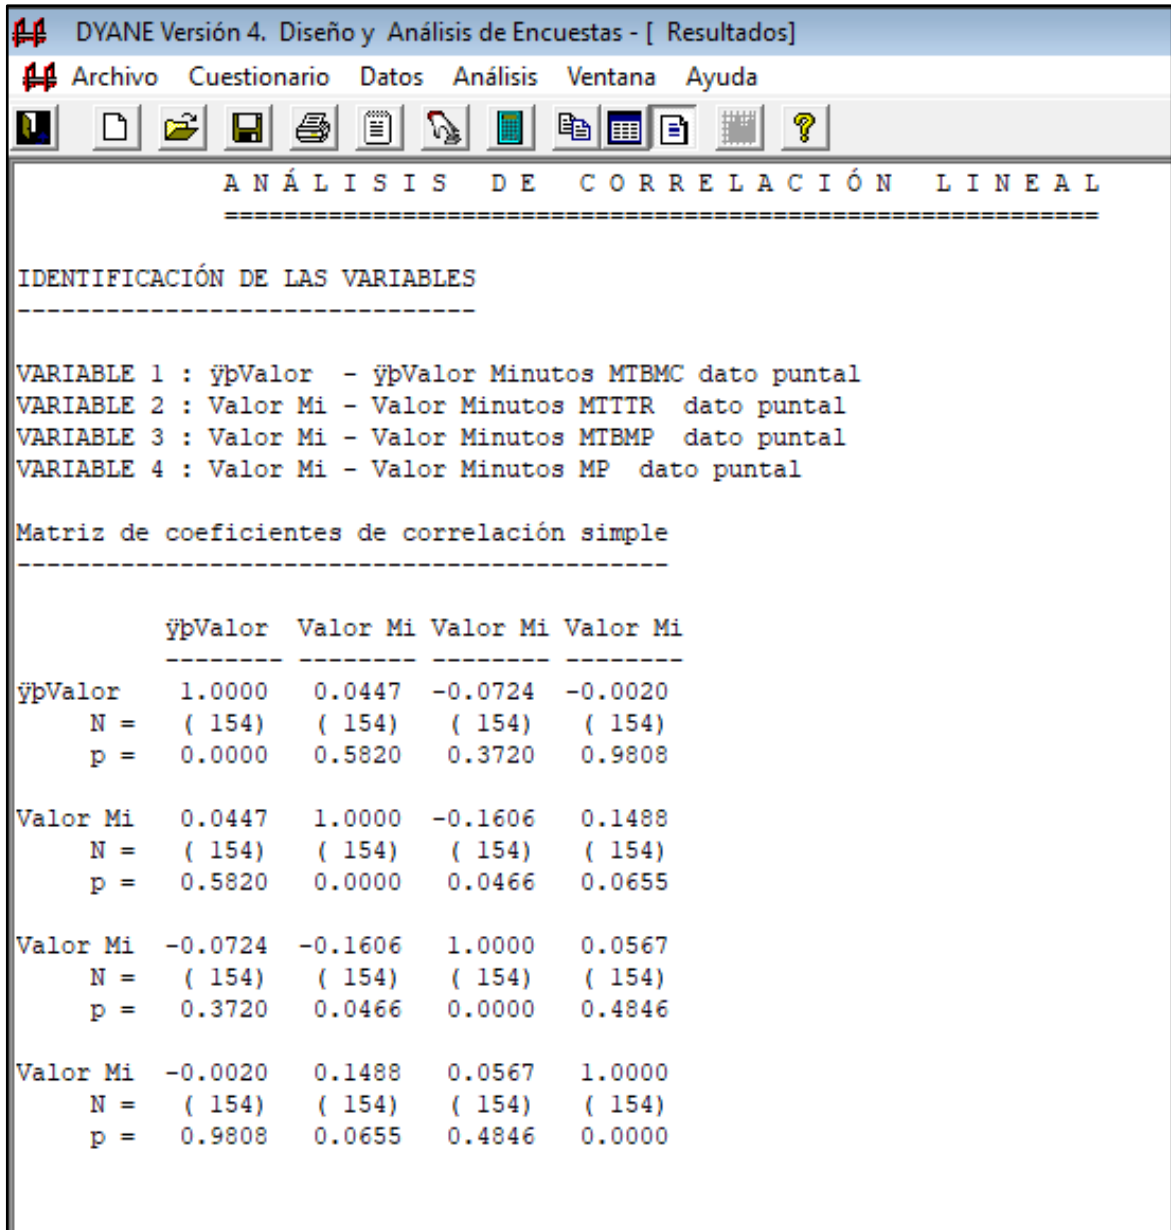 DYANE Versión 4. Diseño y Análisis de Encuestas - [ Resultados]
Archivo Cuestionario Datos Análisis Ventana Ayuda
A N Á L I S I S   D E   C O R R E L A C I Ó N   L I N E A L
===========================================================
IDENTIFICACIÓN DE LAS VARIABLES
-------------------------------
VARIABLE 1 : ÿþValor  - ÿþValor Minutos MTBMC dato puntal
VARIABLE 2 : Valor Mi - Valor Minutos MTTTR  dato puntal
VARIABLE 3 : Valor Mi - Valor Minutos MTBMP  dato puntal
VARIABLE 4 : Valor Mi - Valor Minutos MP  dato puntal
Matriz de coeficientes de correlación simple
--------------------------------------------
ÿþValor  Valor Mi Valor Mi Valor Mi
-------- -------- -------- --------
ÿþValor    1.0000   0.0447  -0.0724  -0.0020
N =   ( 154)   ( 154)   ( 154)   ( 154)
p =   0.0000   0.5820   0.3720   0.9808
Valor Mi   0.0447   1.0000  -0.1606   0.1488
N =   ( 154)   ( 154)   ( 154)   ( 154)
p =   0.5820   0.0000   0.0466   0.0655
Valor Mi  -0.0724  -0.1606   1.0000   0.0567
N =   ( 154)   ( 154)   ( 154)   ( 154)
p =   0.3720   0.0466   0.0000   0.4846
Valor Mi  -0.0020   0.1488   0.0567   1.0000
N =   ( 154)   ( 154)   ( 154)   ( 154)
p =   0.9808   0.0655   0.4846   0.0000